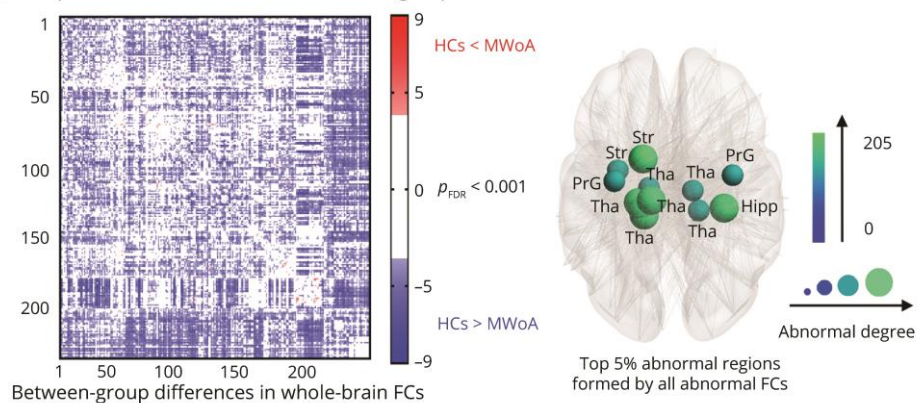 1
50
100
150
200
1 50 100 150 200
Between-group differences in whole-brain FCs
9
5
0
−5
−9
HCs < MWoA
pFDR < 0.001
HCs > MWoA
Str
Str
PrG
Tha
Tha
PrG
Tha
Tha
Hipp
Tha
Tha
205
0
Abnormal degree
Top 5% abnormal regions
formed by all abnormal FCs